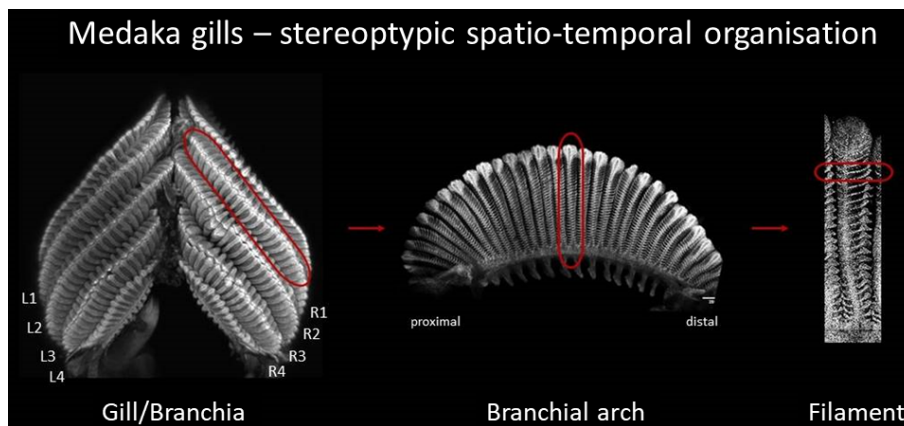 Medaka gills – stereoptypic spatio-temporal organisation
L1
L2
L3
L4
R1
R2
R3
R4
proximal
distal
Gill/Branchia
Branchial arch
Filament